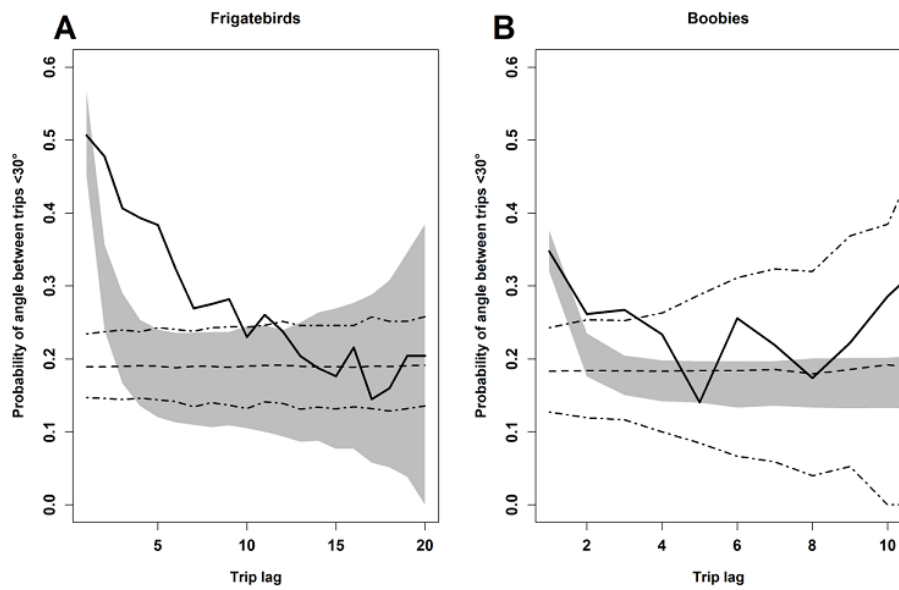 A
Frigatebirds
Probability of angle between trips <30°
0.6
0.5
0.4
0.3
0.2
0.1
0.0
5
10
15
20
Trip lag
B
Boobies
Probability of angle between trips <30°
0.6
0.5
0.4
0.3
0.2
0.1
0.0
2
4
6
8
10
Trip lag